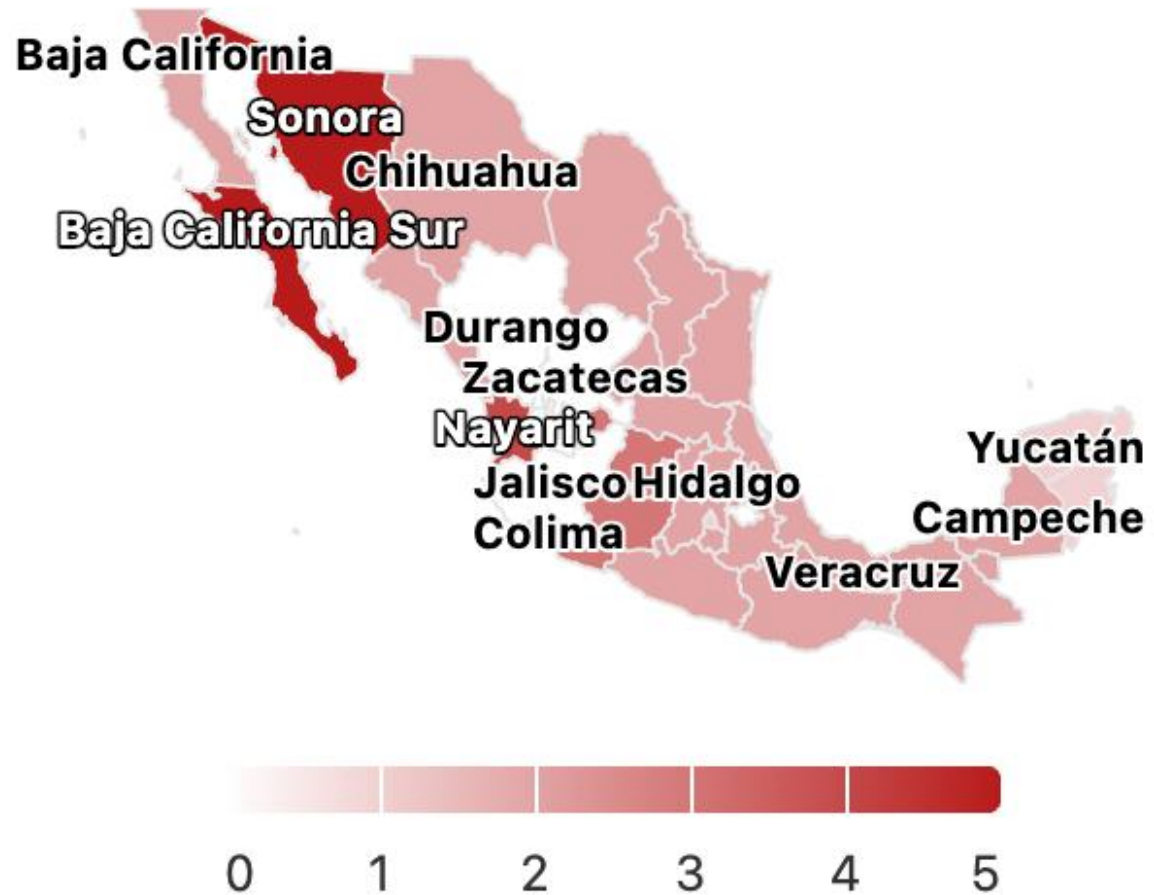 Baja California
Sonora
Chihuahua
Baja California Sur
Durango
Zacatecas
Nayarit
Yucatán
Jalisco Hidalgo
Campeche
Colima
Veracruz
0 1 2 3 4 5